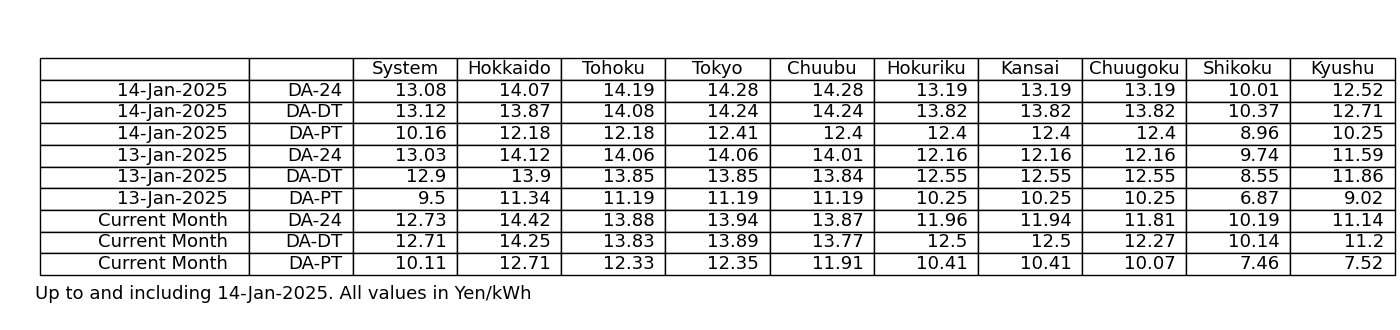 System Hokkaido Tohoku Tokyo Chuubu Hokuriku Kansai Chuugoku Shikoku Kyushu
14-Jan-2025 DA-24 13.08 14.07 14.19 14.28 14.28 13.19 13.19 13.19 10.01 12.52
14-Jan-2025 DA-DT 13.12 13.87 14.08 14.24 14.24 13.82 13.82 13.82 10.37 12.71
14-Jan-2025 DA-PT 10.16 12.18 12.18 12.41 12.4 12.4 12.4 12.4 8.96 10.25
13-Jan-2025 DA-24 13.03 14.12 14.06 14.06 14.01 12.16 12.16 12.16 9.74 11.59
13-Jan-2025 DA-DT 12.9 13.9 13.85 13.85 13.84 12.55 12.55 12.55 8.55 11.86
13-Jan-2025 DA-PT 9.5 11.34 11.19 11.19 11.19 10.25 10.25 10.25 6.87 9.02
Current Month DA-24 12.73 14.42 13.88 13.94 13.87 11.96 11.94 11.81 10.19 11.14
Current Month DA-DT 12.71 14.25 13.83 13.89 13.77 12.5 12.5 12.27 10.14 11.2
Current Month DA-PT 10.11 12.71 12.33 12.35 11.91 10.41 10.41 10.07 7.46 7.52
Up to and including 14-Jan-2025. All values in Yen/kWh